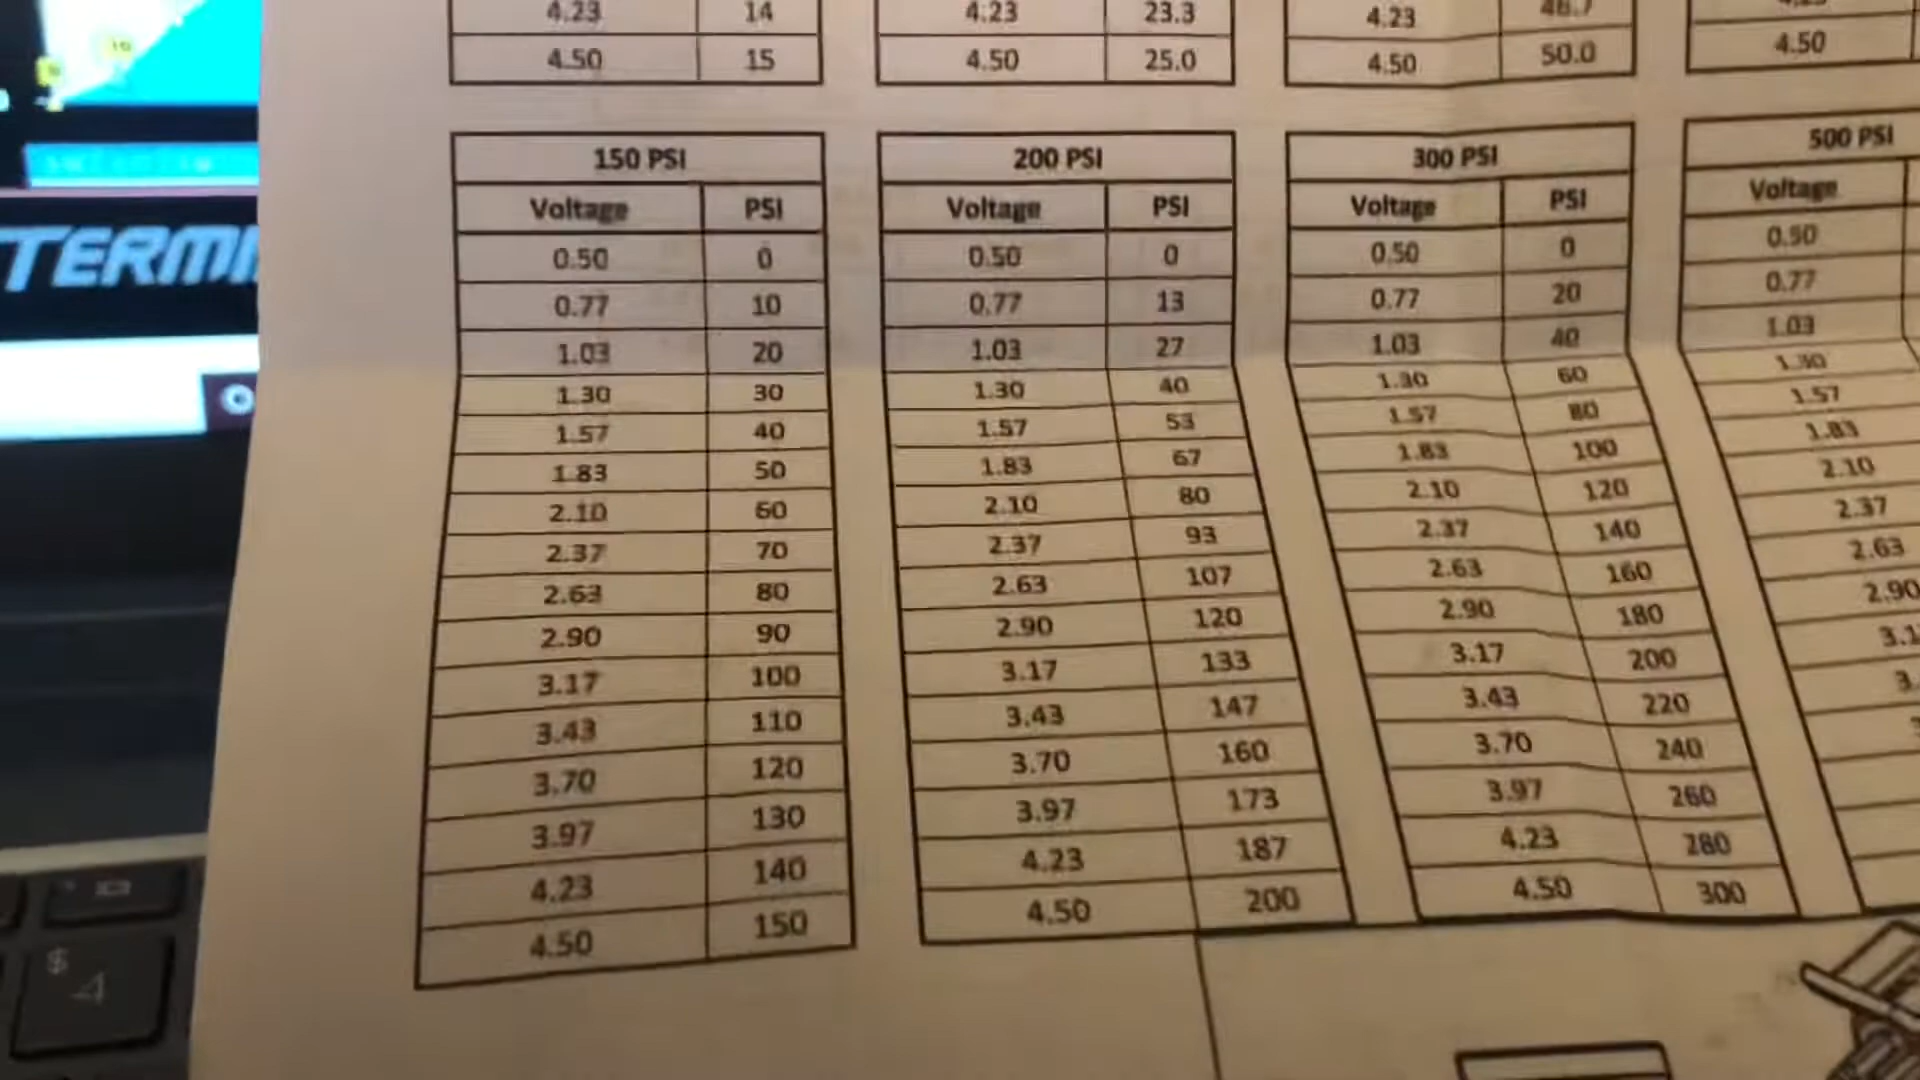 4.23 14 4.23 23.3 4.23 46.7
4.50 15 4.50 25.0 4.50 50.0 4.50
150 PSI 200 PSI 300 PSI 500 PSI
Voltage PSI Voltage PSI Voltage PSI Voltage
0.50 0 0.50 0 0.50 0 0.50
0.77 10 0.77 13 0.77 20 0.77
1.03 20 1.03 27 1.03 40 1.03
1.30 30 1.30 40 1.30 60 1.30
1.57 40 1.57 53 1.57 80 1.57
1.83 50 1.83 67 1.83 100 1.83
2.10 60 2.10 80 2.10 120 2.10
2.37 70 2.37 93 2.37 140 2.37
2.63 80 2.63 107 2.63 160 2.63
2.90 90 2.90 120 2.90 180 2.90
3.17 100 3.17 133 3.17 200
3.43 110 3.43 147 3.43 220
3.70 120 3.70 160 3.70 240
3.97 130 3.97 173 3.97 260
4.23 140 4.23 187 4.23 280
4.50 150 4.50 200 4.50 300
TERMI
$
4